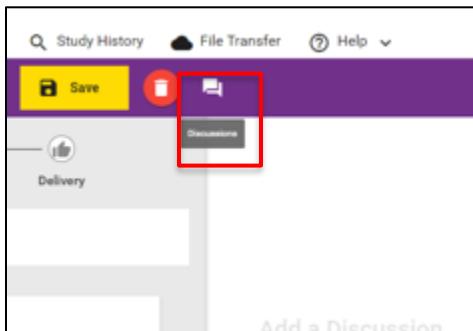 Study History File Transfer Help
Save
Discussions
Delivery
Add a Discussion